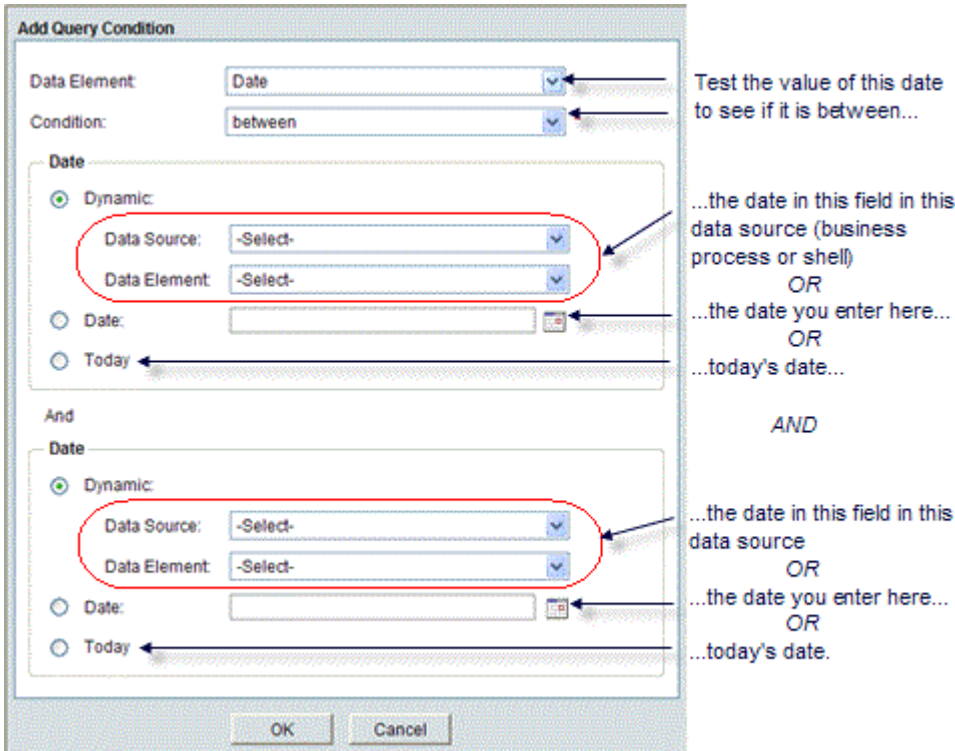 Add Query Condition
Data Element: Date
Test the value of this date
to see if it is between...
Condition: between
Date
Dynamic:
Data Source: -Select-
Data Element: -Select-
...the date in this field in this
data source (business
process or shell)
OR
Date:
...the date you enter here...
OR
Today
...today's date...
And
AND
Date
Dynamic:
Data Source: -Select-
Data Element: -Select-
...the date in this field in this
data source
OR
Date:
...the date you enter here...
OR
Today
...today's date.
OK Cancel